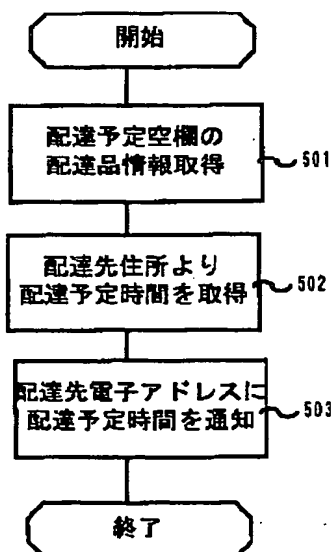 開始
配達予定空欄の
配達品情報取得
501
配達先住所より
配達予定時間を取得
502
配達先電子アドレスに
配達予定時間を通知
503
終了